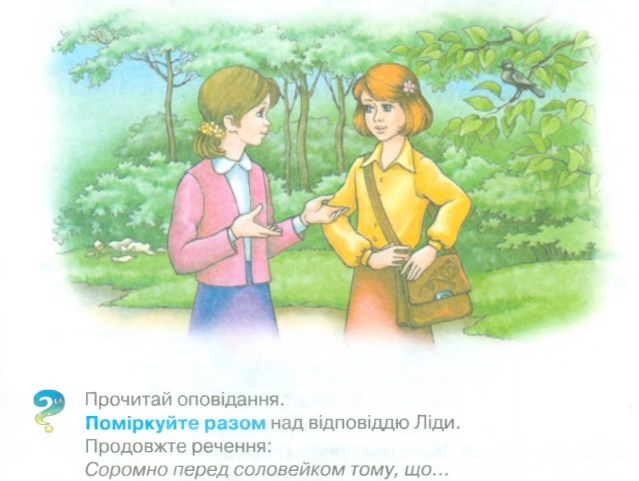 Прочитай оповідання.
Поміркуйте разом над відповіддю Ліди.
Продовжте речення:
Соромно перед соловейком тому, що...